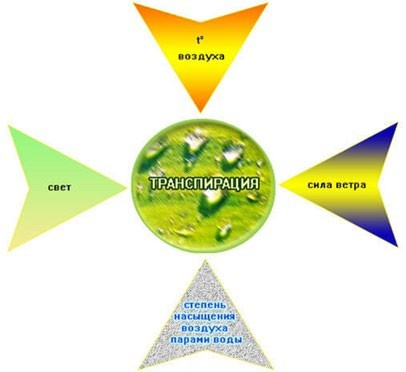 t°
воздуха
свет
ТРАНСПИРАЦИЯ
сила ветра
степень
насыщения
воздуха
парами воды